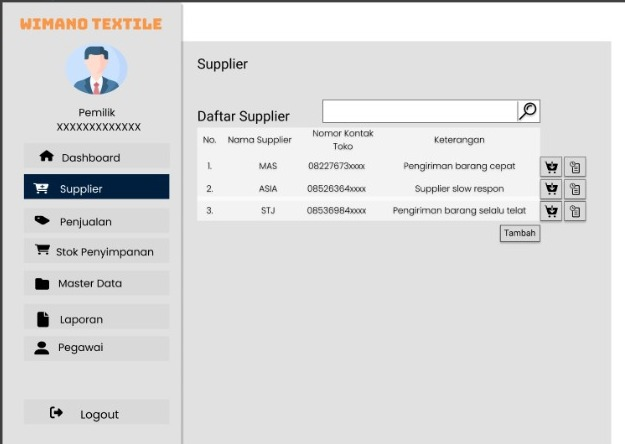 WIMANO TEXTILE
Pemilik
XXXXXXXXXXXXX
Dashboard
Supplier
Penjualan
Stok Penyimpanan
Master Data
Laporan
Pegawai
Logout
Supplier
Daftar Supplier
No. Nama Supplier Nomor Kontak Toko Keterangan
1. MAS 08227673xxxx Pengiriman barang cepat
2. ASIA 08526364xxxx Supplier slow respon
3. STJ 08536984xxxx Pengiriman barang selalu telat
Tambah